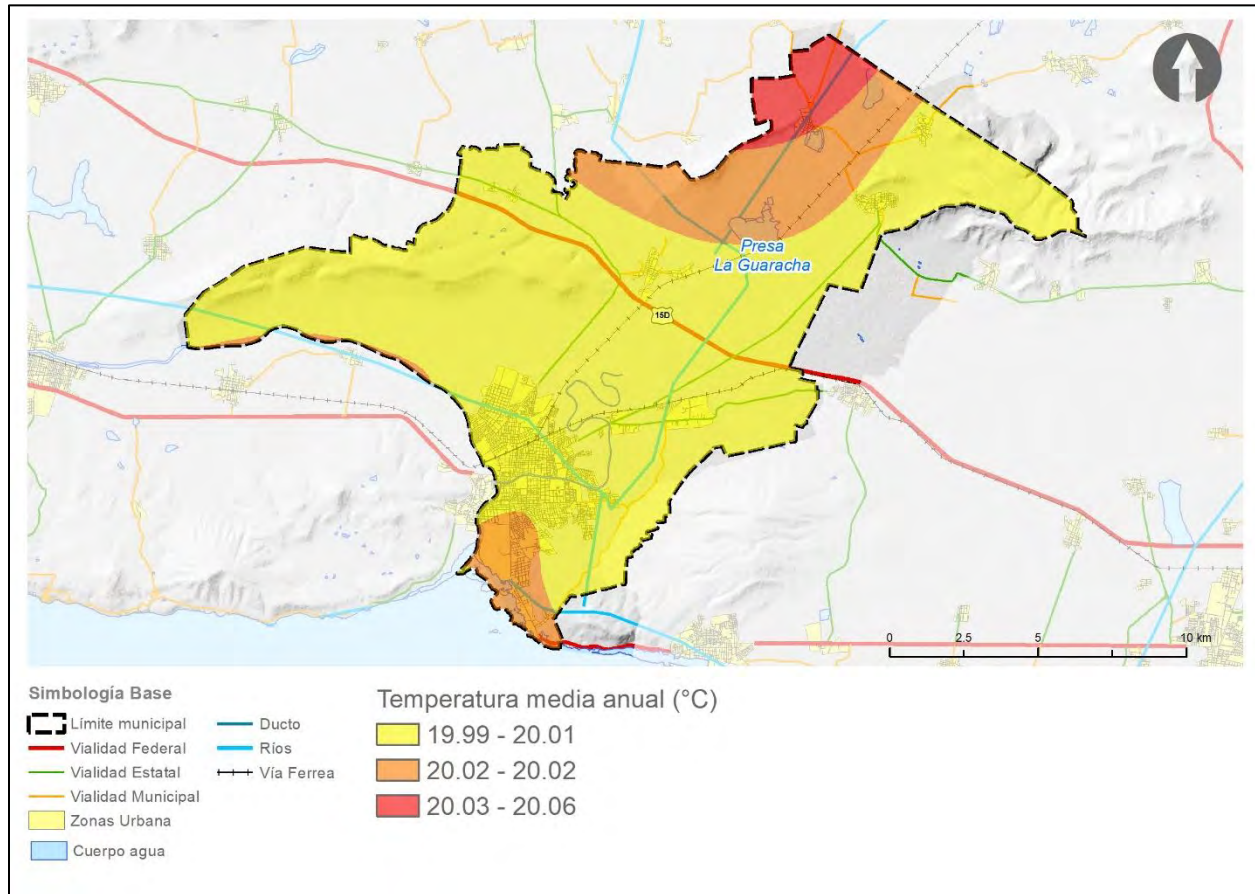 Presa
La Guaracha
15D
0 2.5 5 10 km
Simbología Base
Límite municipal
Vialidad Federal
Vialidad Estatal
Vialidad Municipal
Zonas Urbana
Cuerpo agua
Ducto
Ríos
Vía Ferrea
Temperatura media anual (°C)
19.99 - 20.01
20.02 - 20.02
20.03 - 20.06